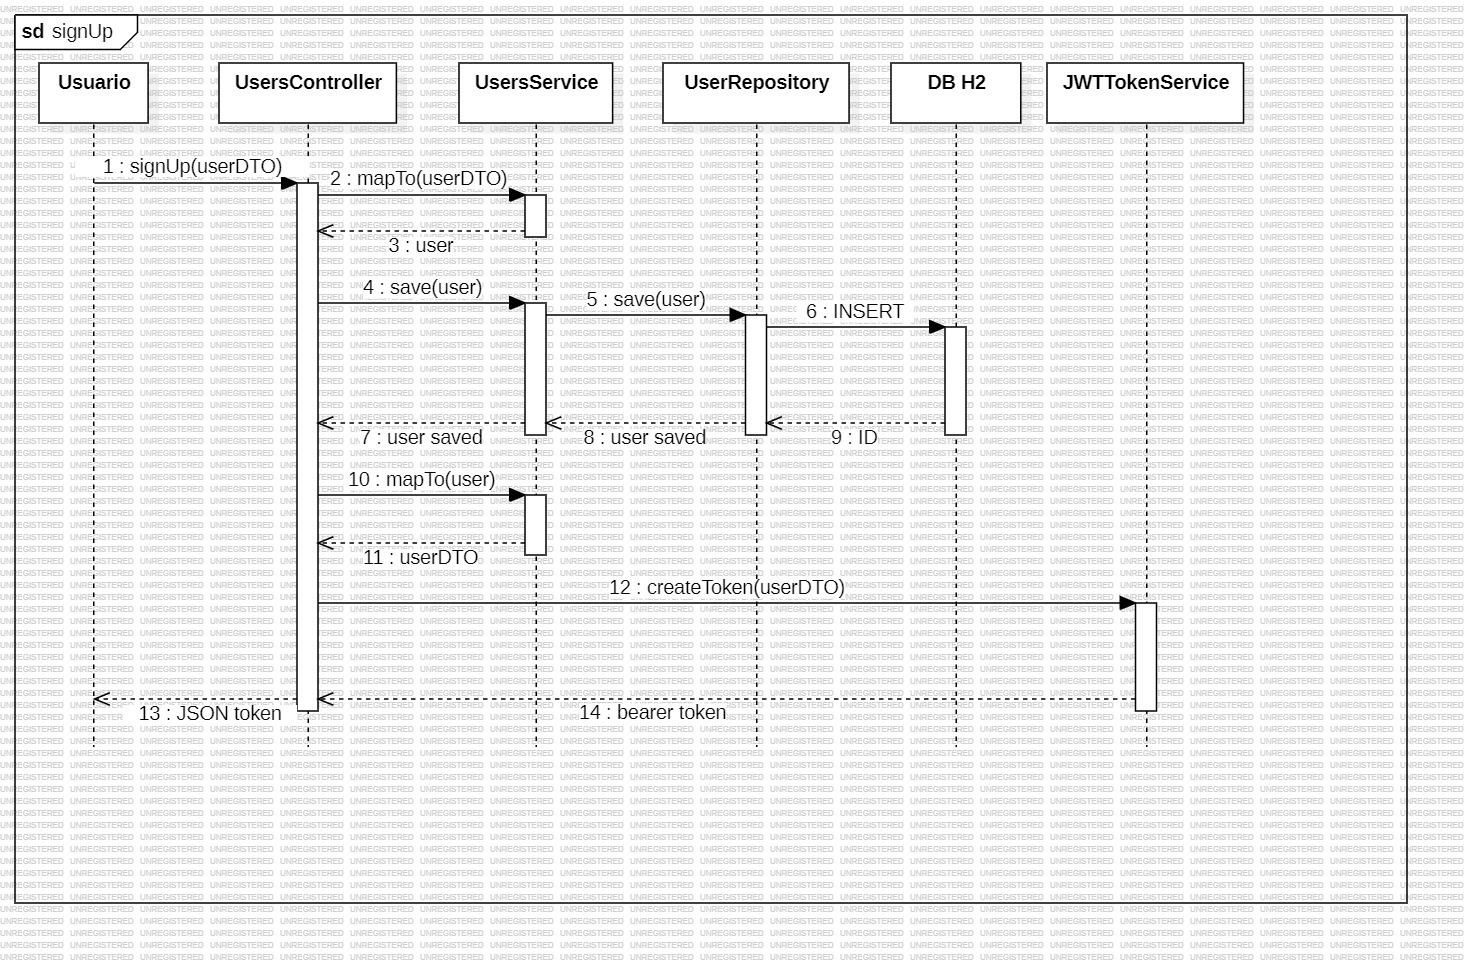 sd signUp
Usuario
UsersController
UsersService
UserRepository
DB H2
JWTTokenService
1 : signUp(userDTO)
2 : mapTo(userDTO)
3 : user
4 : save(user)
5 : save(user)
6 : INSERT
7 : user saved
8 : user saved
9 : ID
10 : mapTo(user)
11 : userDTO
12 : createToken(userDTO)
13 : JSON token
14 : bearer token
UNREGISTERED